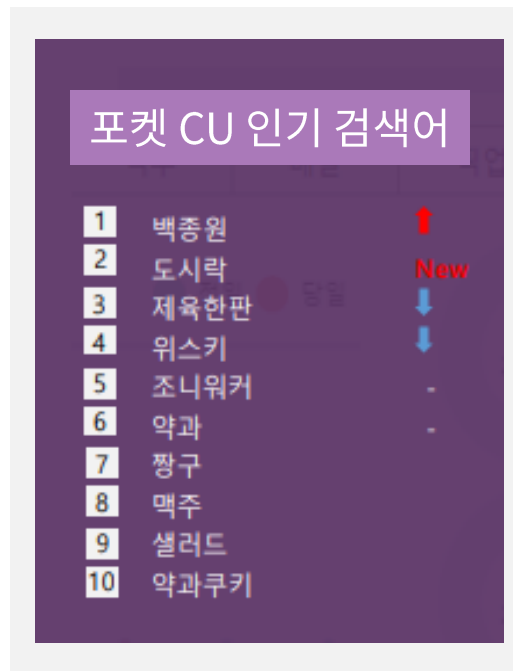 포켓 CU 인기 검색어
1 백종원 ⬆
2 도시락 New
3 제육한판 ⬇
4 위스키 ⬇
5 조니워커 -
6 약과 -
7 짱구
8 맥주
9 샐러드
10 약과쿠키